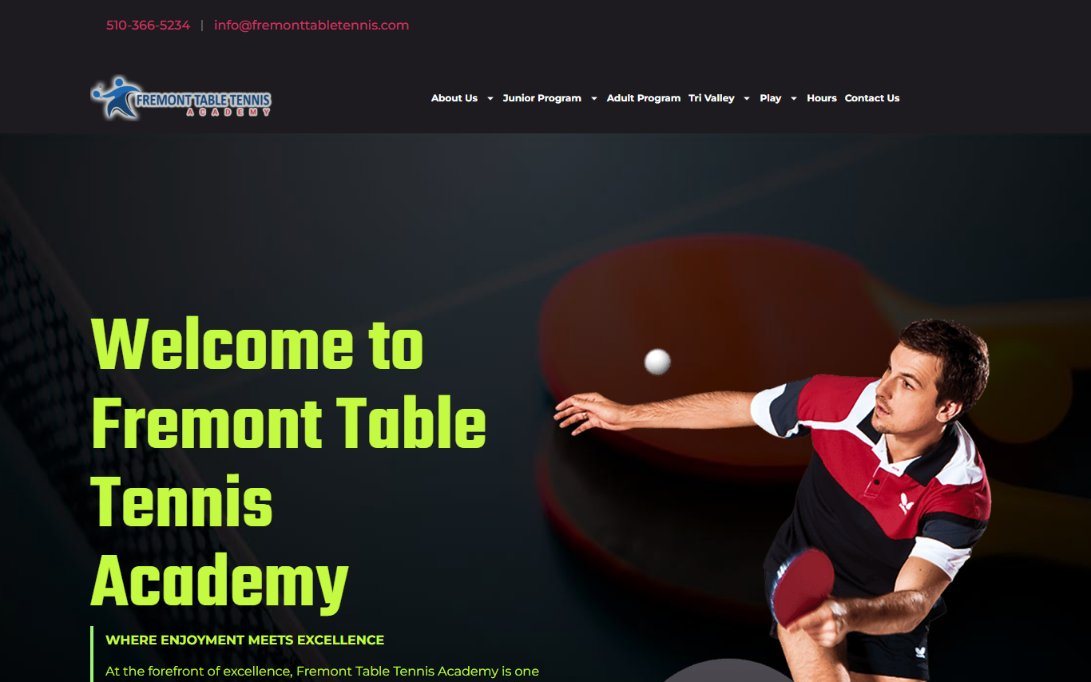 510-366-5234 | info@fremonttabletennis.com
FREMONT TABLE TENNIS
ACADEMY
About Us Junior Program Adult Program Tri Valley Play Hours Contact Us
Welcome to
Fremont Table
Tennis
Academy
WHERE ENJOYMENT MEETS EXCELLENCE
At the forefront of excellence, Fremont Table Tennis Academy is one